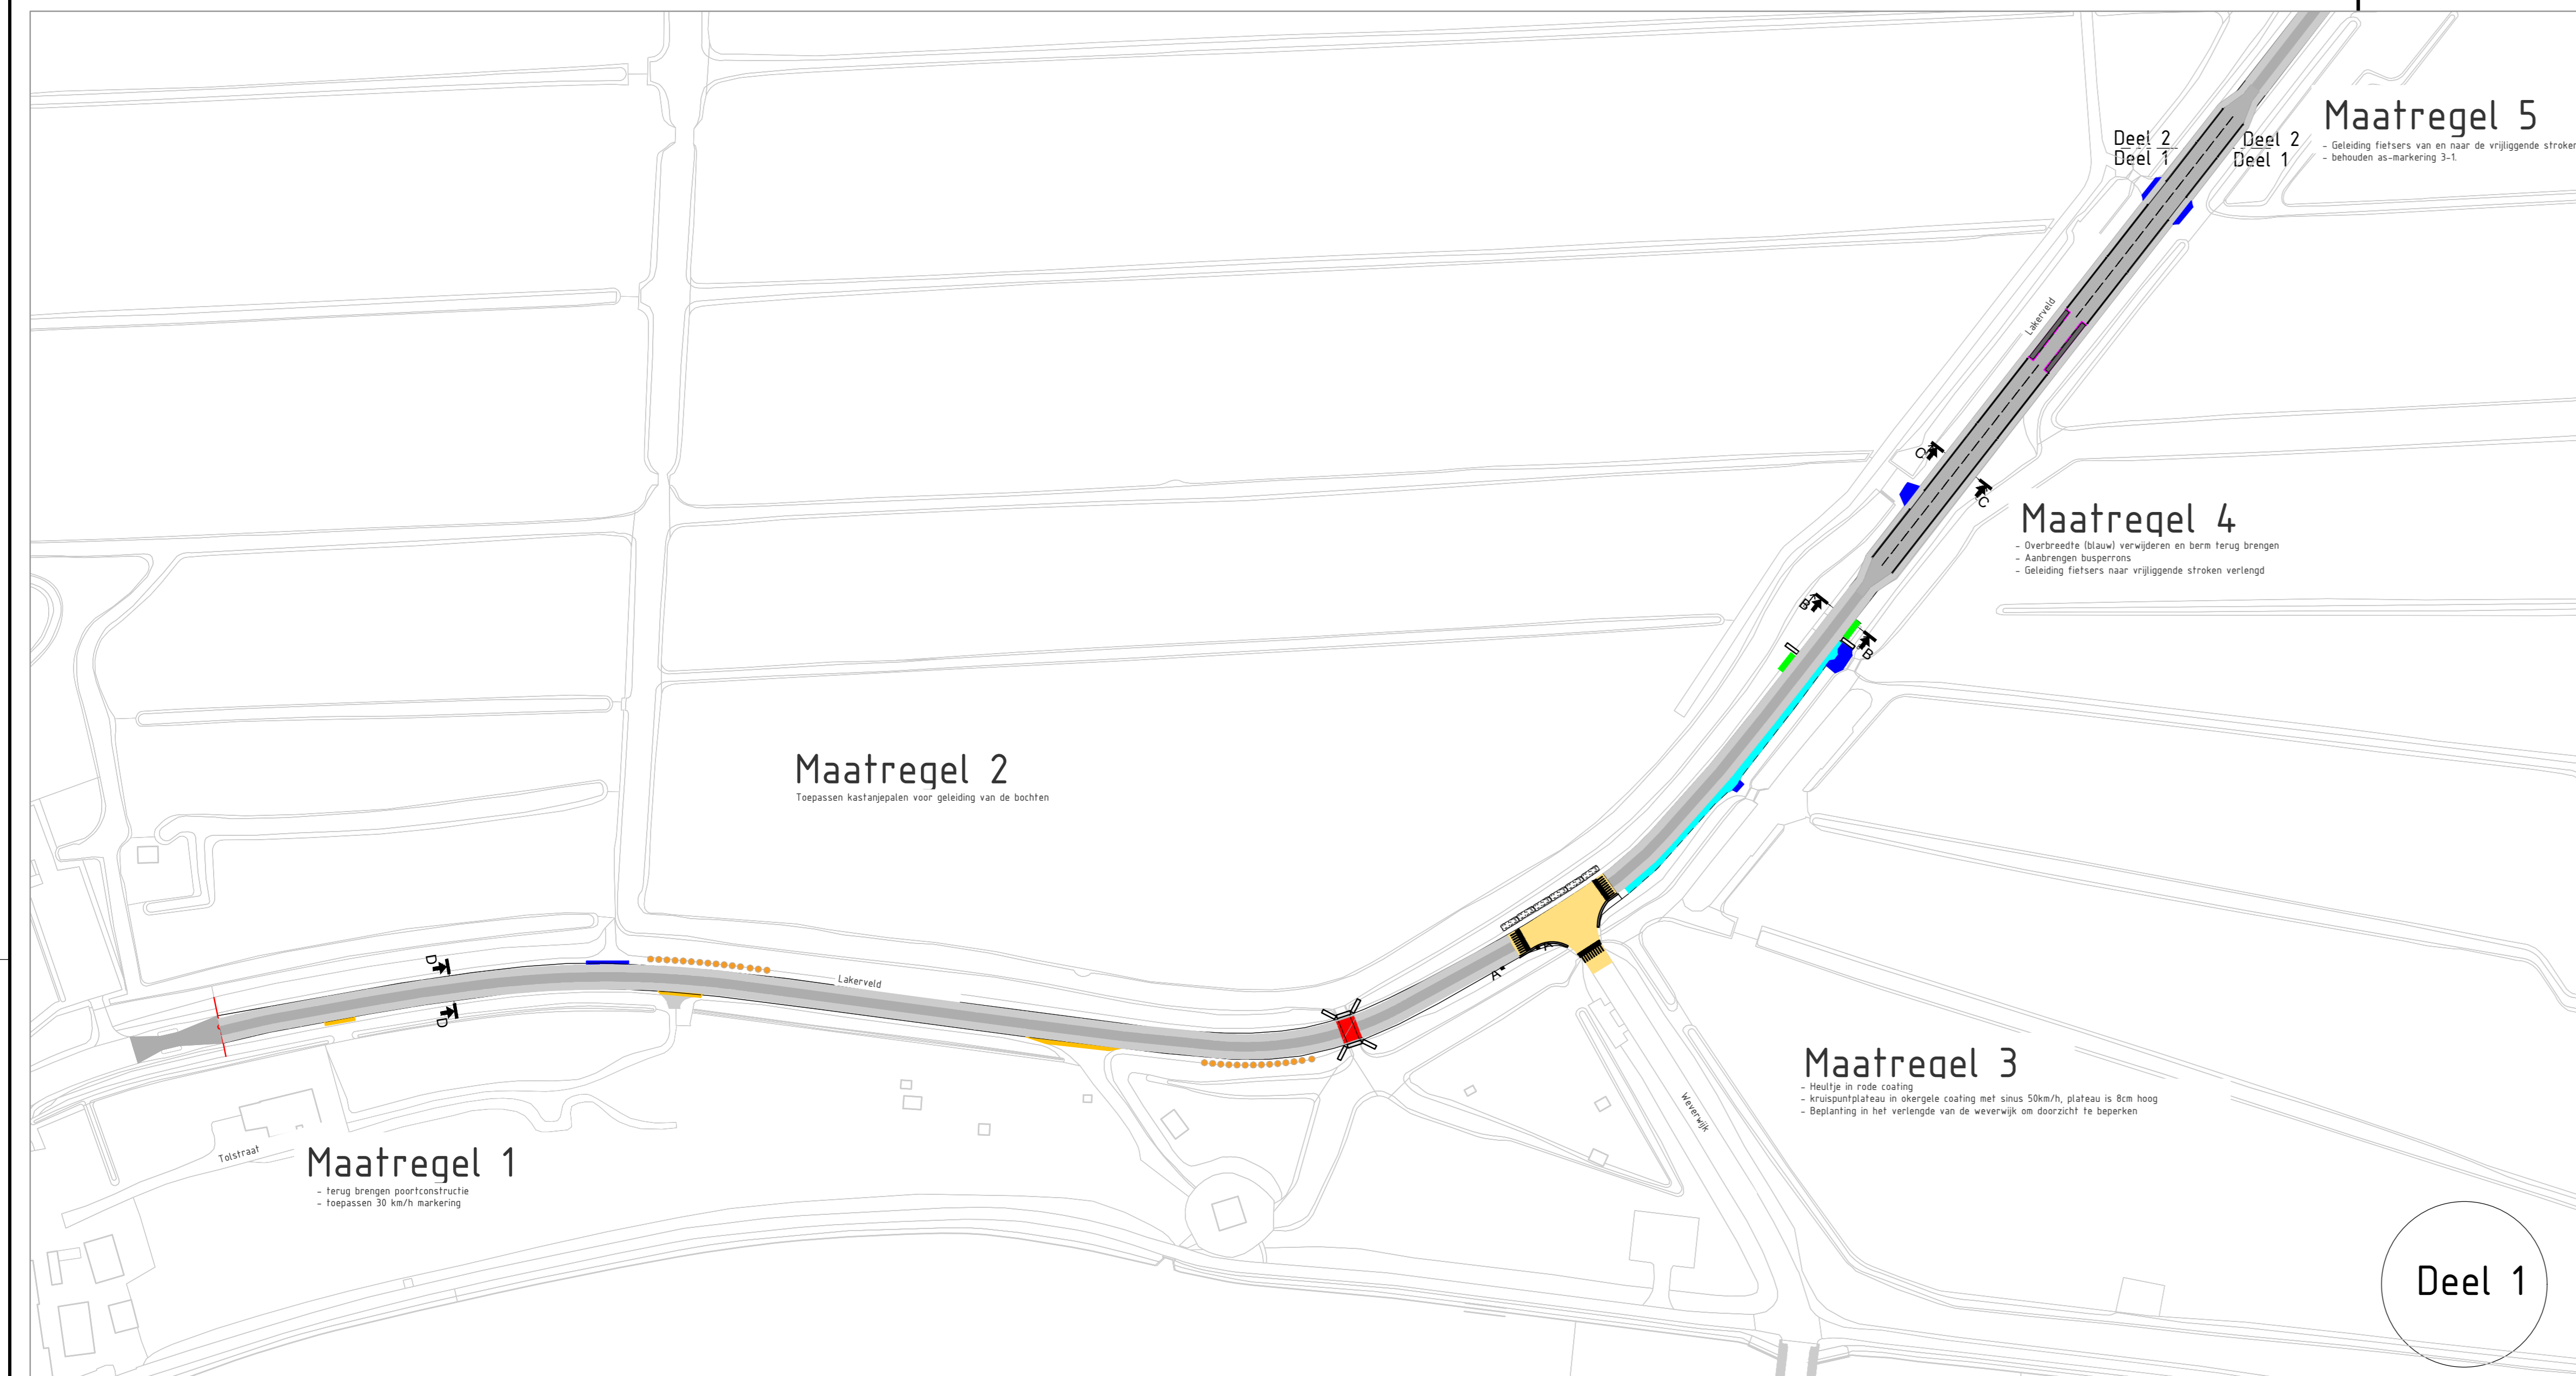 Maatregel 5
- Geleiding fietsers van en naar de vrijliggende stroken
- behouden as-markering 3-1.
Deel 2
Deel 1
Deel 2
Deel 1
Lakerveld
C
C
Maatregel 4
- Overbreedte (blauw) verwijderen en berm terug brengen
- Aanbrengen busperrons
- Geleiding fietsers naar vrijliggende stroken verlengd
B
B
Maatregel 2
Toepassen kastanjepalen voor geleiding van de bochten
A
A
D
D
Lakerveld
Maatregel 3
- Heultje in rode coating
- kruispuntplateau in okergele coating met sinus 50km/h, plateau is 8cm hoog
- Beplanting in het verlengde van de weverwijk om doorzicht te beperken
Weverwijk
Tolstraat
Maatregel 1
- terug brengen poortconstructie
- toepassen 30 km/h markering
Deel 1